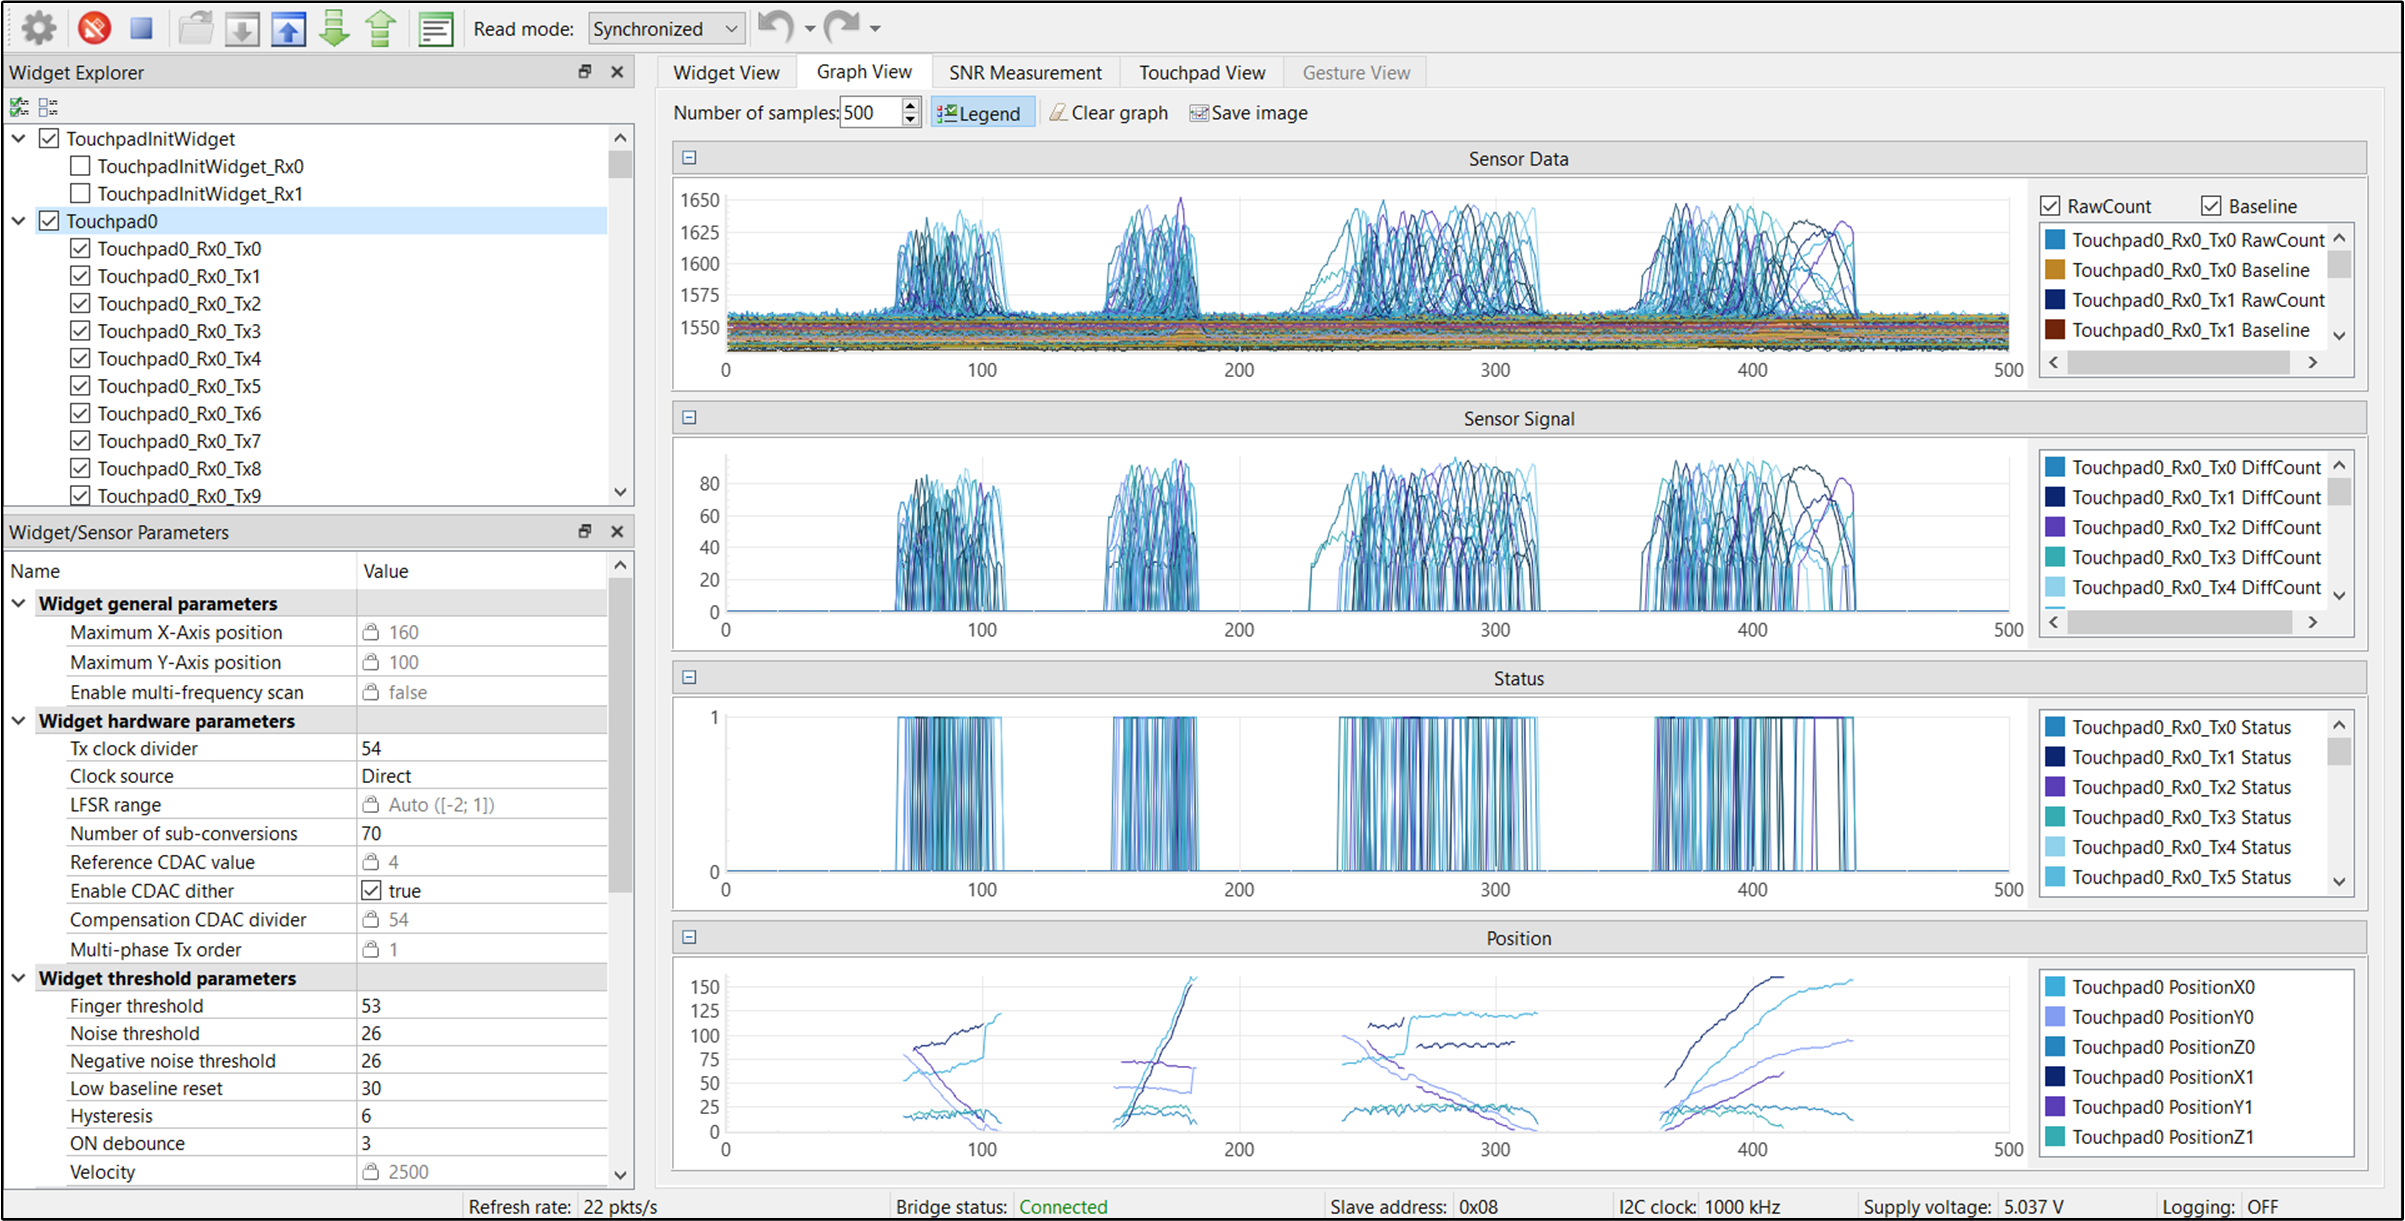 Read mode: Synchronized
Widget Explorer
TouchpadInitWidget
TouchpadInitWidget_Rx0
TouchpadInitWidget_Rx1
Touchpad0
Touchpad0_Rx0_Tx0
Touchpad0_Rx0_Tx1
Touchpad0_Rx0_Tx2
Touchpad0_Rx0_Tx3
Touchpad0_Rx0_Tx4
Touchpad0_Rx0_Tx5
Touchpad0_Rx0_Tx6
Touchpad0_Rx0_Tx7
Touchpad0_Rx0_Tx8
Touchpad0_Rx0_Tx9
Widget/Sensor Parameters
Name Value
Widget general parameters
Maximum X-Axis position 160
Maximum Y-Axis position 100
Enable multi-frequency scan false
Widget hardware parameters
Tx clock divider 54
Clock source Direct
LFSR range Auto ([-2; 1])
Number of sub-conversions 70
Reference CDAC value 4
Enable CDAC dither true
Compensation CDAC divider 54
Multi-phase Tx order 1
Widget threshold parameters
Finger threshold 53
Noise threshold 26
Negative noise threshold 26
Low baseline reset 30
Hysteresis 6
ON debounce 3
Velocity 2500
Widget View Graph View SNR Measurement Touchpad View Gesture View
Number of samples: 500 Legend Clear graph Save image
Sensor Data
1650
1625
1600
1575
1550
0 100 200 300 400 500
RawCount Baseline
Touchpad0_Rx0_Tx0 RawCount
Touchpad0_Rx0_Tx0 Baseline
Touchpad0_Rx0_Tx1 RawCount
Touchpad0_Rx0_Tx1 Baseline
Sensor Signal
80
60
40
20
0
0 100 200 300 400 500
Touchpad0_Rx0_Tx0 DiffCount
Touchpad0_Rx0_Tx1 DiffCount
Touchpad0_Rx0_Tx2 DiffCount
Touchpad0_Rx0_Tx3 DiffCount
Touchpad0_Rx0_Tx4 DiffCount
Status
1
0
0 100 200 300 400 500
Touchpad0_Rx0_Tx0 Status
Touchpad0_Rx0_Tx1 Status
Touchpad0_Rx0_Tx2 Status
Touchpad0_Rx0_Tx3 Status
Touchpad0_Rx0_Tx4 Status
Touchpad0_Rx0_Tx5 Status
Position
150
125
100
75
50
25
0
0 100 200 300 400 500
Touchpad0 PositionX0
Touchpad0 PositionY0
Touchpad0 PositionZ0
Touchpad0 PositionX1
Touchpad0 PositionY1
Touchpad0 PositionZ1
Refresh rate: 22 pkts/s Bridge status: Connected Slave address: 0x08 I2C clock: 1000 kHz Supply voltage: 5.037 V Logging: OFF